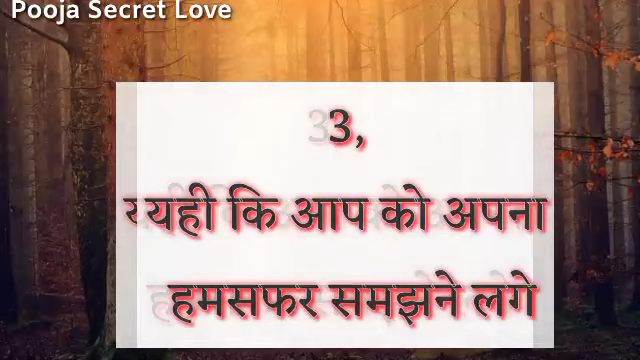 Pooja Secret Love
3,
यही कि आप को अपना
हमसफर समझने लगे